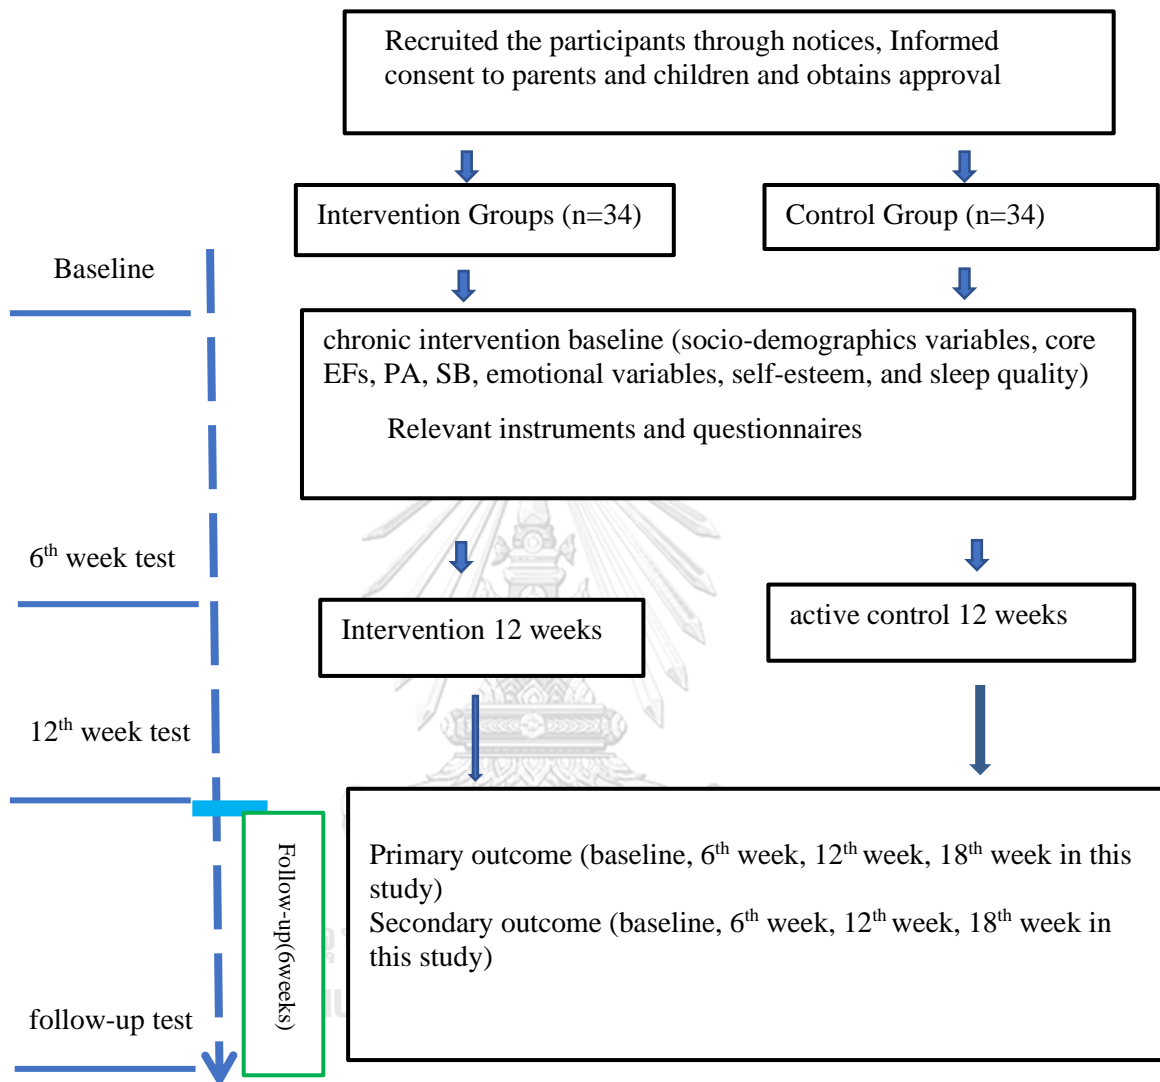 Recruited the participants through notices, Informed
consent to parents and children and obtains approval
Intervention Groups (n=34)
Control Group (n=34)
Baseline
chronic intervention baseline (socio-demographics variables, core
EFs, PA, SB, emotional variables, self-esteem, and sleep quality)
Relevant instruments and questionnaires
6th week test
Intervention 12 weeks
active control 12 weeks
12th week test
Follow-up(6weeks)
Primary outcome (baseline, 6th week, 12th week, 18th week in this
study)
Secondary outcome (baseline, 6th week, 12th week, 18th week in
this study)
follow-up test